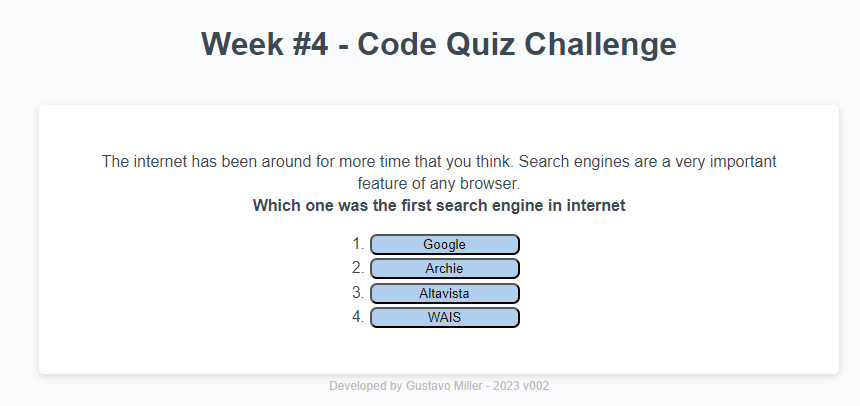 Week #4 - Code Quiz Challenge
The internet has been around for more time that you think. Search engines are a very important
feature of any browser.
Which one was the first search engine in internet
1. Google
2. Archie
3. Altavista
4. WAIS
Developed by Gustavo Miller - 2023 v002